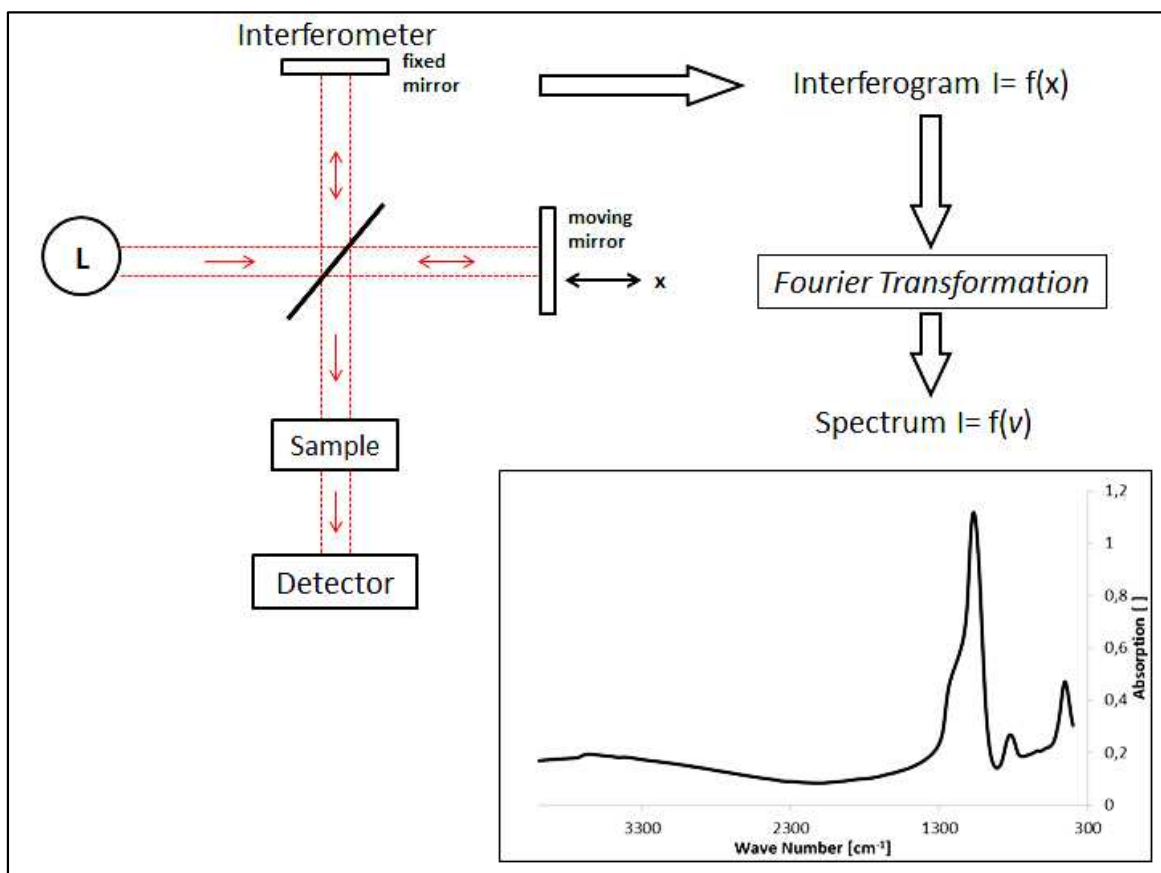 Interferometer
fixed
mirror
Interferogram I= f(x)
moving
mirror
L
x
Fourier Transformation
Spectrum I= f(ν)
Sample
Detector
1,2
1
0,8
0,6
0,4
0,2
0
Absorption [ ]
3300 2300 1300 300
Wave Number [cm⁻¹]